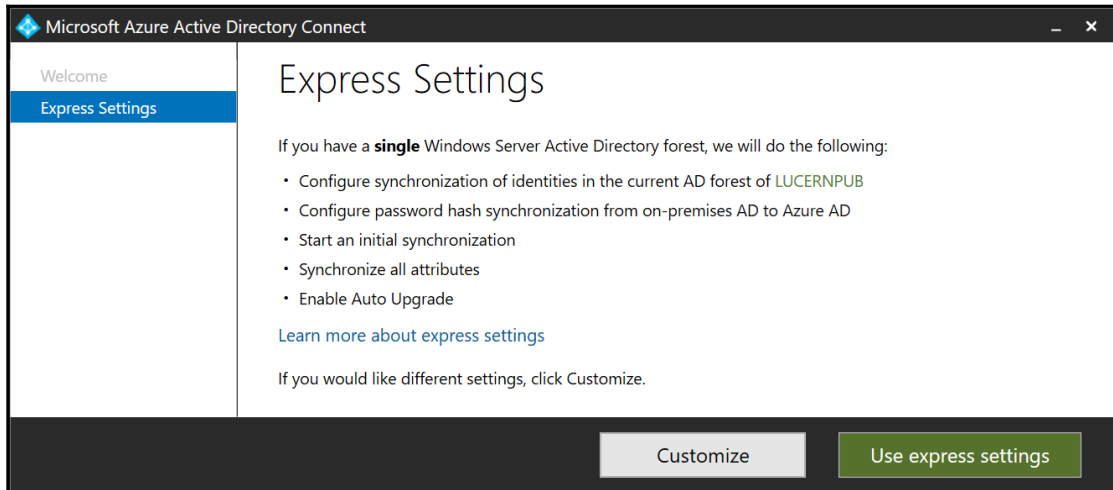 Microsoft Azure Active Directory Connect
Welcome
Express Settings
Express Settings
If you have a single Windows Server Active Directory forest, we will do the following:
• Configure synchronization of identities in the current AD forest of LUCERNPUB
• Configure password hash synchronization from on-premises AD to Azure AD
• Start an initial synchronization
• Synchronize all attributes
• Enable Auto Upgrade
Learn more about express settings
If you would like different settings, click Customize.
Customize
Use express settings